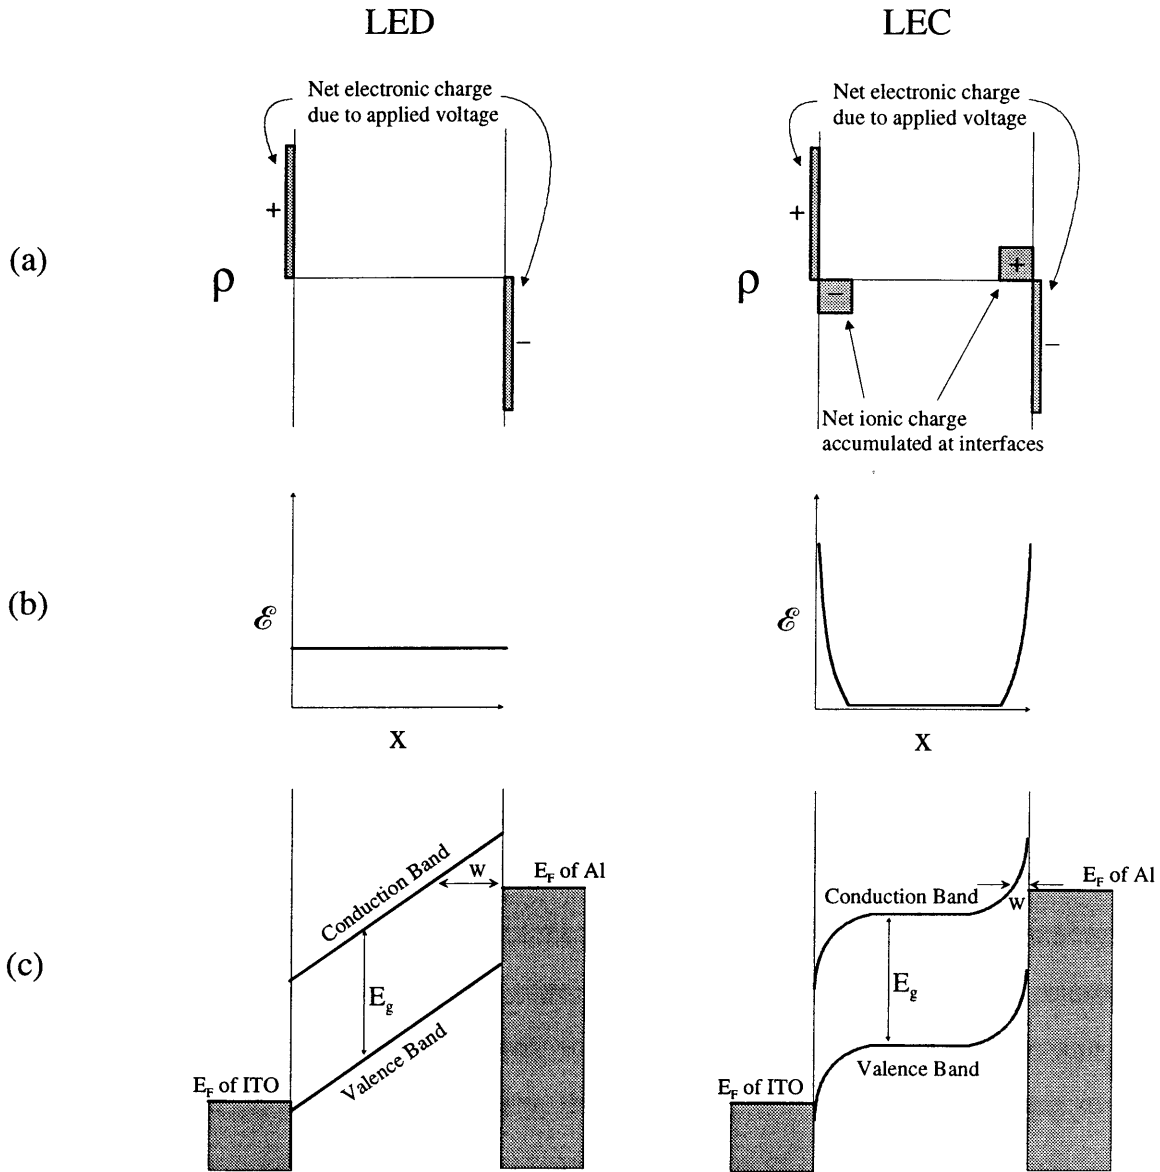 LED
LEC
Net electronic charge
due to applied voltage
Net electronic charge
due to applied voltage
(a)
+
ρ
−
+
ρ
−
+
−
Net ionic charge
accumulated at interfaces
(b)
ℰ
x
ℰ
x
(c)
Conduction Band
w
E_F of Al
E_g
Valence Band
E_F of ITO
Conduction Band
w
E_F of Al
E_g
Valence Band
E_F of ITO